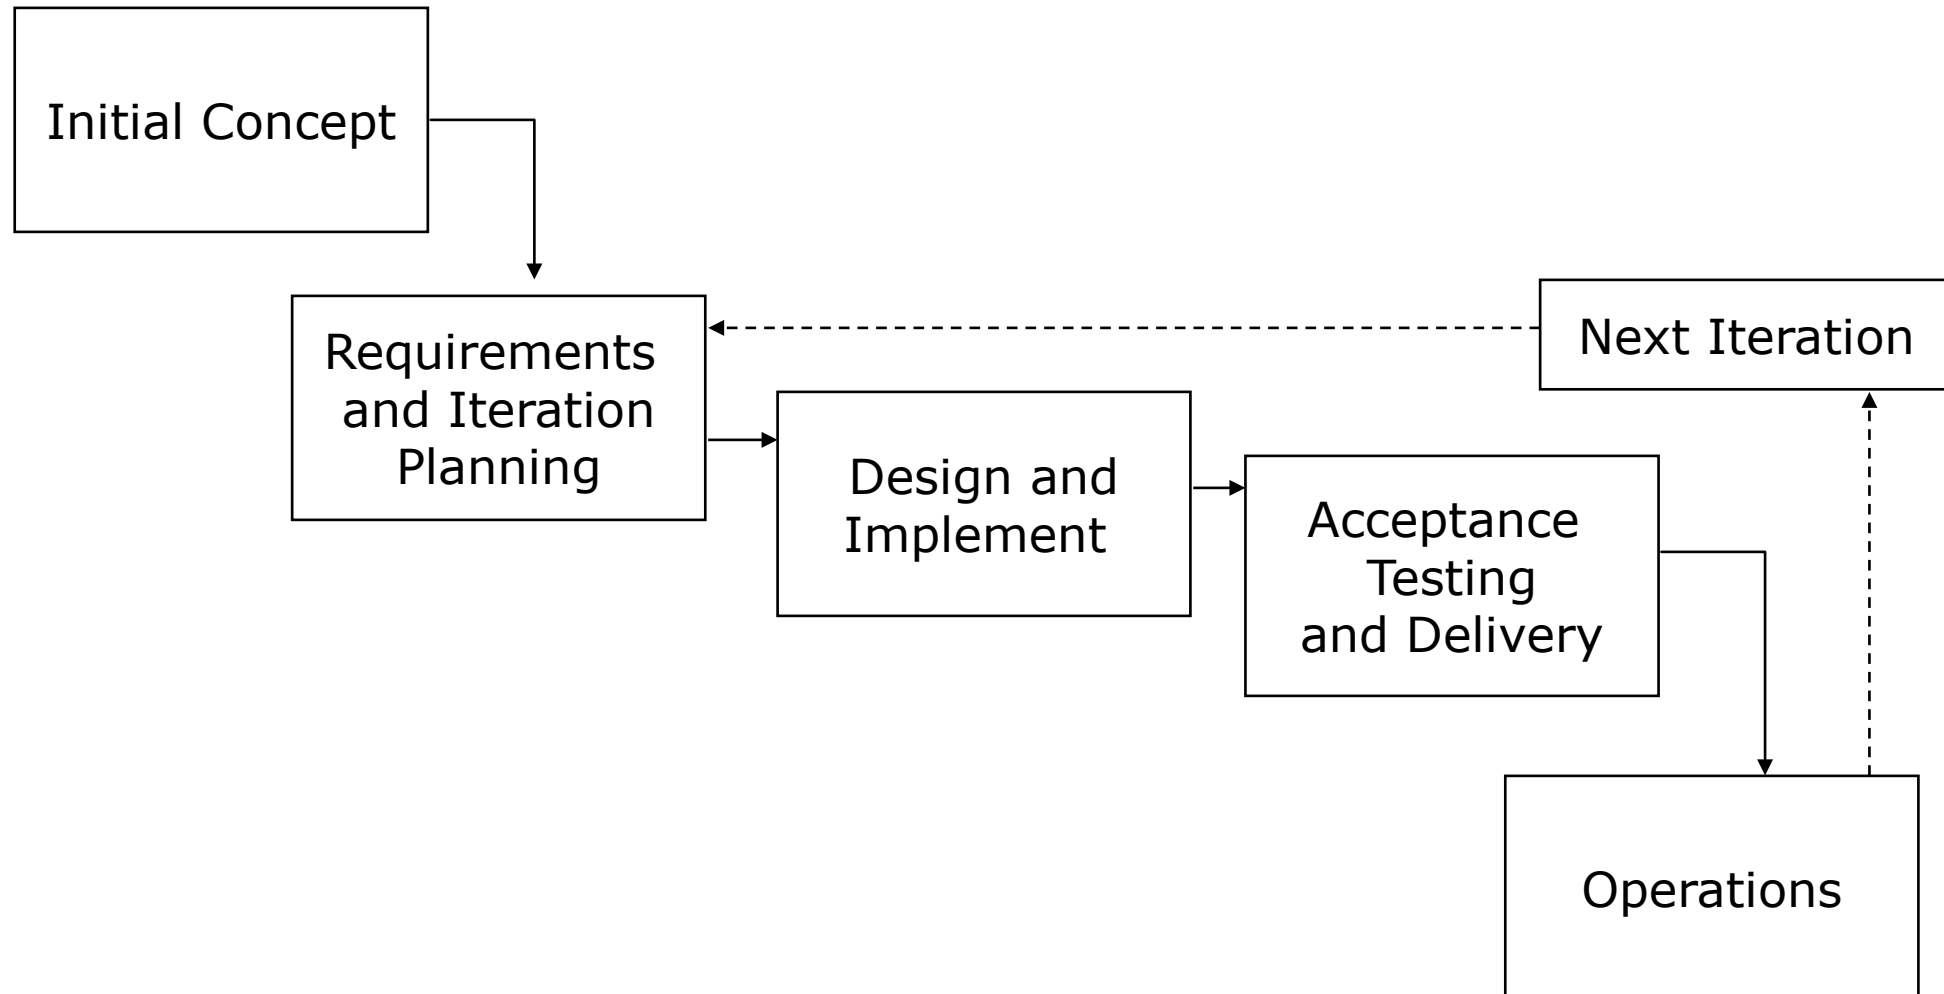 Initial Concept
Requirements
and Iteration
Planning
Next Iteration
Design and
Implement
Acceptance
Testing
and Delivery
Operations